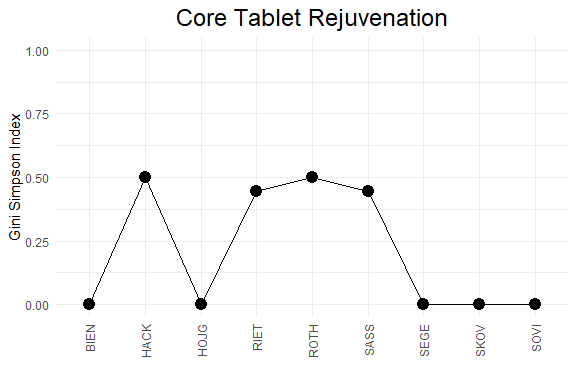 Core Tablet Rejuvenation
Gini Simpson Index
1.00
0.75
0.50
0.25
0.00
BIEN
HACK
HOJG
RIET
ROTH
SASS
SEGE
SKOV
SOVI